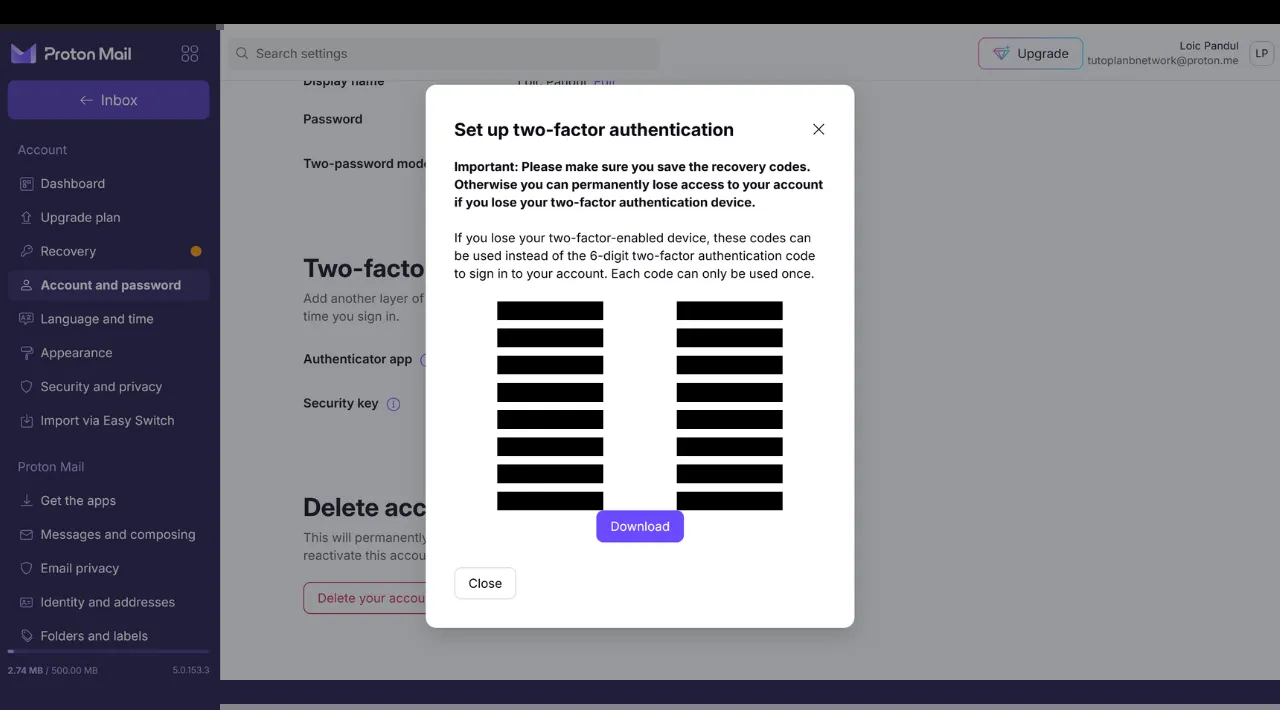 Proton Mail
Search settings
Upgrade
Loic Pandul
tutoplanbnetwork@proton.me
LP
← Inbox
Account
Dashboard
Upgrade plan
Recovery
Account and password
Language and time
Appearance
Security and privacy
Import via Easy Switch
Proton Mail
Get the apps
Messages and composing
Email privacy
Identity and addresses
Folders and labels
2.74 MB / 500.00 MB
5.0.153.3
Display name
Loic Pandul Edit
Password
Two-password mod
Two-facto
Add another layer of
time you sign in.
Authenticator app
Security key
Delete acc
This will permanently
reactivate this accou
Delete your accou
Set up two-factor authentication
Important: Please make sure you save the recovery codes.
Otherwise you can permanently lose access to your account
if you lose your two-factor authentication device.
If you lose your two-factor-enabled device, these codes can
be used instead of the 6-digit two-factor authentication code
to sign in to your account. Each code can only be used once.
Download
Close